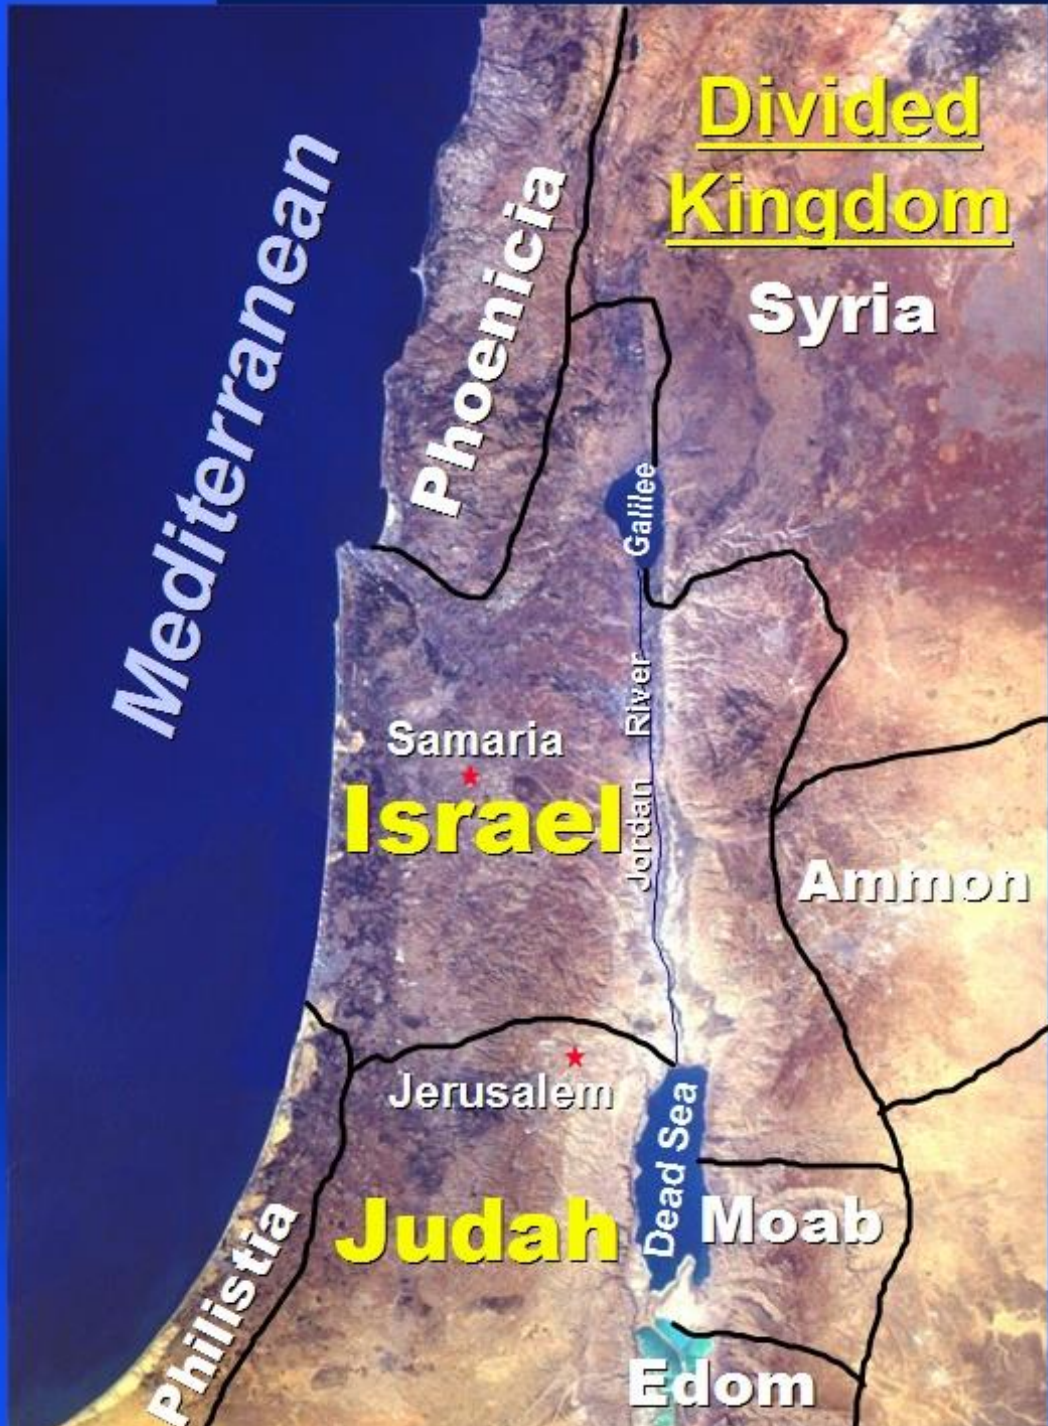 Divided
Kingdom
Mediterranean
Phoenicia
Syria
Galilee
Jordan River
Samaria
Israel
Ammon
Jerusalem
Dead Sea
Judah
Moab
Philistia
Edom